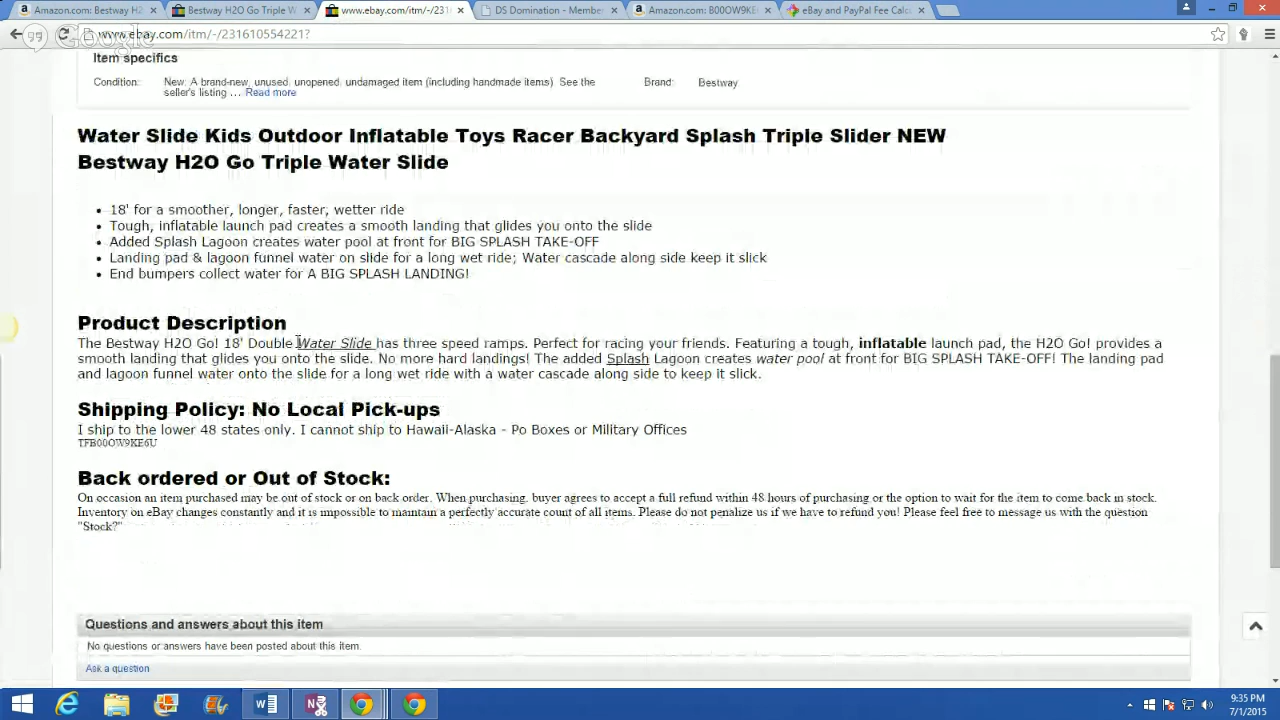 Amazon.com: Bestway H2
Bestway H2O Go Triple W
www.ebay.com/itm/-/231
DS Domination - Member
Amazon.com: B00OW9KE
eBay and PayPal Fee Calc
Google
www.ebay.com/itm/-/231610554221?
Item specifics
Condition: New: A brand-new, unused, unopened, undamaged item (including handmade items). See the Brand: Bestway
seller's listing ... Read more
Water Slide Kids Outdoor Inflatable Toys Racer Backyard Splash Triple Slider NEW
Bestway H2O Go Triple Water Slide
18' for a smoother, longer, faster, wetter ride
Tough, inflatable launch pad creates a smooth landing that glides you onto the slide
Added Splash Lagoon creates water pool at front for BIG SPLASH TAKE-OFF
Landing pad & lagoon funnel water on slide for a long wet ride; Water cascade along side keep it slick
End bumpers collect water for A BIG SPLASH LANDING!
Product Description
The Bestway H2O Go! 18' Double Water Slide has three speed ramps. Perfect for racing your friends. Featuring a tough, inflatable launch pad, the H2O Go! provides a
smooth landing that glides you onto the slide. No more hard landings! The added Splash Lagoon creates water pool at front for BIG SPLASH TAKE-OFF! The landing pad
and lagoon funnel water onto the slide for a long wet ride with a water cascade along side to keep it slick.
Shipping Policy: No Local Pick-ups
I ship to the lower 48 states only. I cannot ship to Hawaii-Alaska - Po Boxes or Military Offices
TFB00OW9KE6U
Back ordered or Out of Stock:
On occasion an item purchased may be out of stock or on back order. When purchasing, buyer agrees to accept a full refund within 48 hours of purchasing or the option to wait for the item to come back in stock.
Inventory on eBay changes constantly and it is impossible to maintain a perfectly accurate count of all items. Please do not penalize us if we have to refund you! Please feel free to message us with the question
"Stock?"
Questions and answers about this item
No questions or answers have been posted about this item.
Ask a question
9:35 PM
7/1/2015